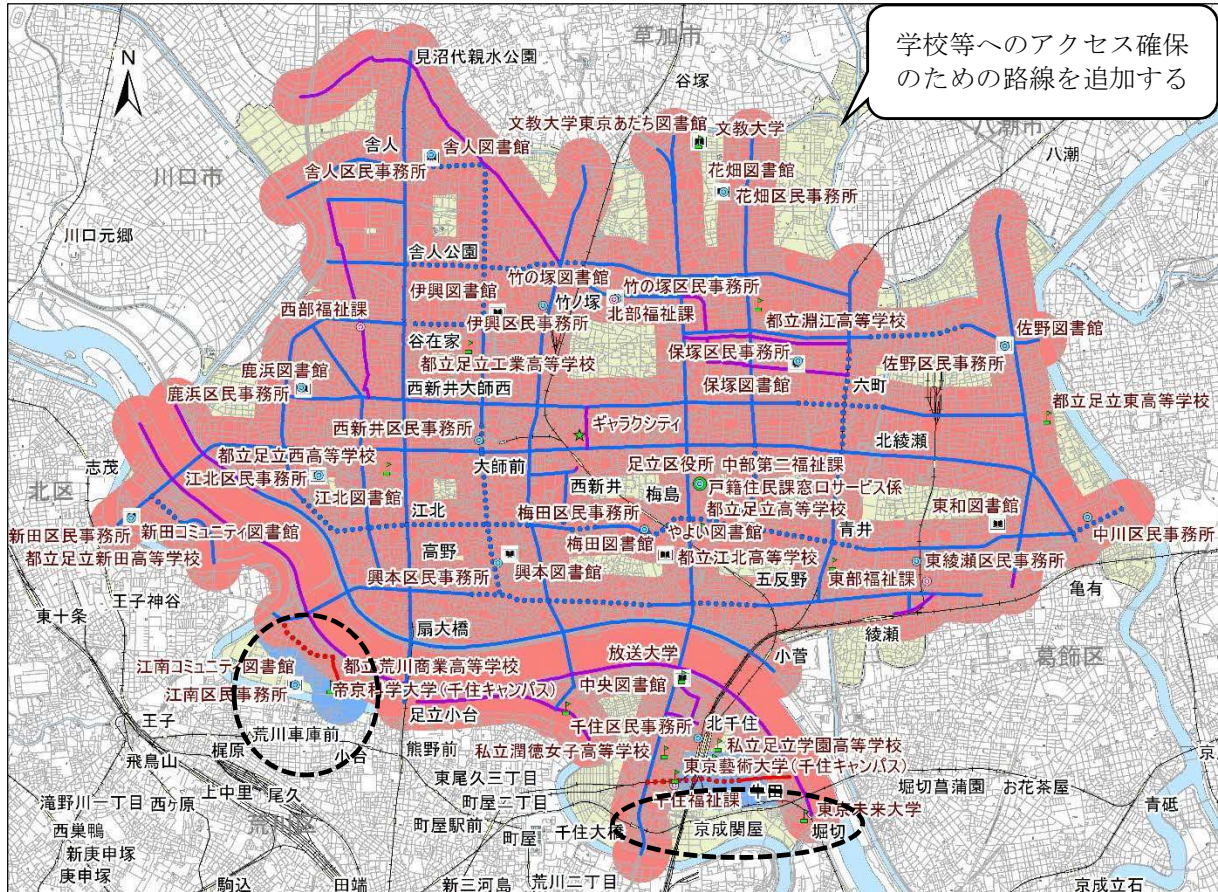 学校等へのアクセス確保
のための路線を追加する
N
草加市
見沼代親水公園
谷塚
文教大学東京あだち図書館
文教大学
八潮市
八潮
舎人
舎人図書館
舎人区民事務所
花畑図書館
花畑区民事務所
川口市
川口元郷
舎人公園
竹の塚図書館
竹の塚区民事務所
伊興図書館
竹ノ塚
北部福祉課
西部福祉課
伊興区民事務所
都立淵江高等学校
佐野図書館
谷在家
都立足立工業高等学校
保塚区民事務所
佐野区民事務所
鹿浜図書館
鹿浜区民事務所
西新井大師西
保塚図書館
六町
都立足立東高等学校
西新井区民事務所
ギャラクシティ
北綾瀬
志茂
都立足立西高等学校
大師前
足立区役所
中部第二福祉課
北区
江北区民事務所
西新井
梅島
戸籍住民課窓口サービス係
江北図書館
江北
梅田区民事務所
都立足立高等学校
東和図書館
新田区民事務所
新田コミュニティ図書館
やよい図書館
青井
中川区民事務所
都立足立新田高等学校
高野
梅田図書館
都立江北高等学校
東綾瀬区民事務所
興本区民事務所
興本図書館
五反野
東部福祉課
亀有
王子神谷
東十条
扇大橋
綾瀬
小菅
葛飾区
江南コミュニティ図書館
都立荒川商業高等学校
放送大学
江南区民事務所
帝京科学大学(千住キャンパス)
中央図書館
王子
足立小台
千住区民事務所
北千住
荒川車庫前
梶原
小台
熊野前
私立潤徳女子高等学校
私立足立学園高等学校
飛鳥山
東尾久三丁目
東京藝術大学(千住キャンパス)
堀切菖蒲園
お花茶屋
上中里
尾久
町屋二丁目
千住福祉課
牛田
滝野川一丁目
西ヶ原
荒川区
町屋駅前
東京未来大学
青砥
西巣鴨
町屋
千住大橋
京成関屋
堀切
新庚申塚
庚申塚
駒込
田端
新三河島
荒川二丁目
京成立石